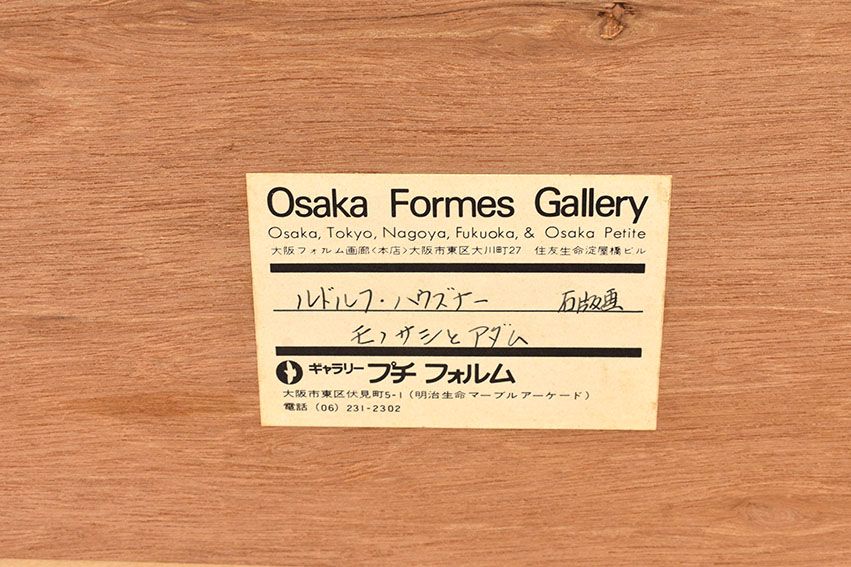 Osaka Formes Gallery
Osaka, Tokyo, Nagoya, Fukuoka, & Osaka Petite
大阪フォルム画廊〈本店〉大阪市東区大川町27 住友生命淀屋橋ビル
ルドルフ・ハウズナー 石版画
モノサシとアダム
ギャラリー プチ フォルム
大阪市東区伏見町5-1（明治生命マーブルアーケード）
電話（06）231-2302